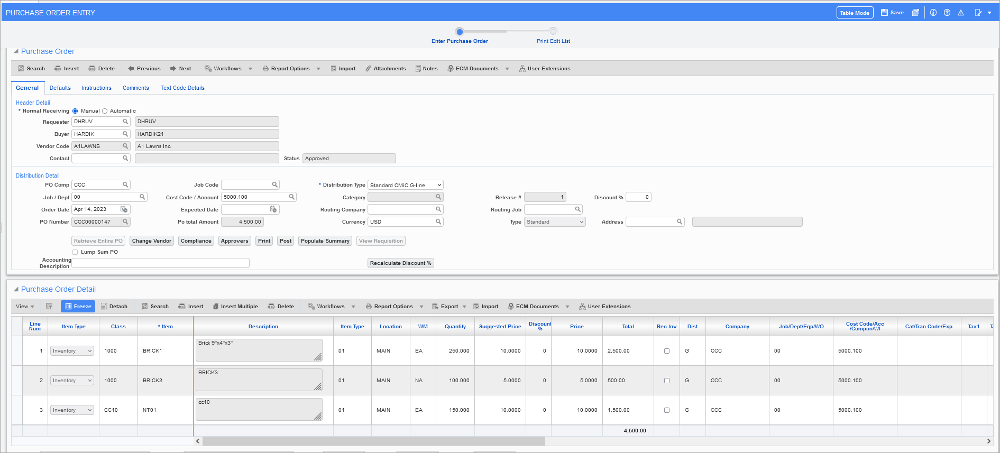 PURCHASE ORDER ENTRY Table Mode Save
Enter Purchase Order Print Edit List
Purchase Order
Search Insert Delete Previous Next Workflows Report Options Import Attachments Notes ECM Documents User Extensions
General Defaults Instructions Comments Text Code Details
Header Detail
* Normal Receiving Manual Automatic
Requester DHRUV DHRUV
Buyer HARDIK HARDIK21
Vendor Code A1LAWNS A1 Lawns Inc.
Contact Status Approved
Distribution Detail
PO Comp CCC Job Code * Distribution Type Standard CMiC G-line
Job / Dept 00 Cost Code / Account 5000.100 Category Release # 1 Discount % 0
Order Date Apr 14, 2023 Expected Date Routing Company Routing Job
PO Number CCC00000147 Po total Amount 4,500.00 Currency USD Type Standard Address
Retrieve Entire PO Change Vendor Compliance Approvers Print Post Populate Summary View Requisition
Lump Sum PO
Accounting
Description Recalculate Discount %
Purchase Order Detail
View Freeze Detach Search Insert Insert Multiple Delete Workflows Report Options Export Import ECM Documents User Extensions
Line Num Item Type Class * Item Description Item Type Location WM Quantity Suggested Price Discount % Price Total Rec Inv Dist Company Job/Dept/Eqp/WO Cost Code/Acc /Compon/WI Cat/Tran Code/Exp Tax1
1 Inventory 1000 BRICK1 Brick 9"x4"x3" 01 MAIN EA 250.000 10.0000 0 10.0000 2,500.00 G CCC 00 5000.100
2 Inventory 1000 BRICK3 BRICK3 01 MAIN NA 100.000 5.0000 0 5.0000 500.00 G CCC 00 5000.100
3 Inventory CC10 NT01 cc10 01 MAIN EA 150.000 10.0000 0 10.0000 1,500.00 G CCC 00 5000.100
4,500.00